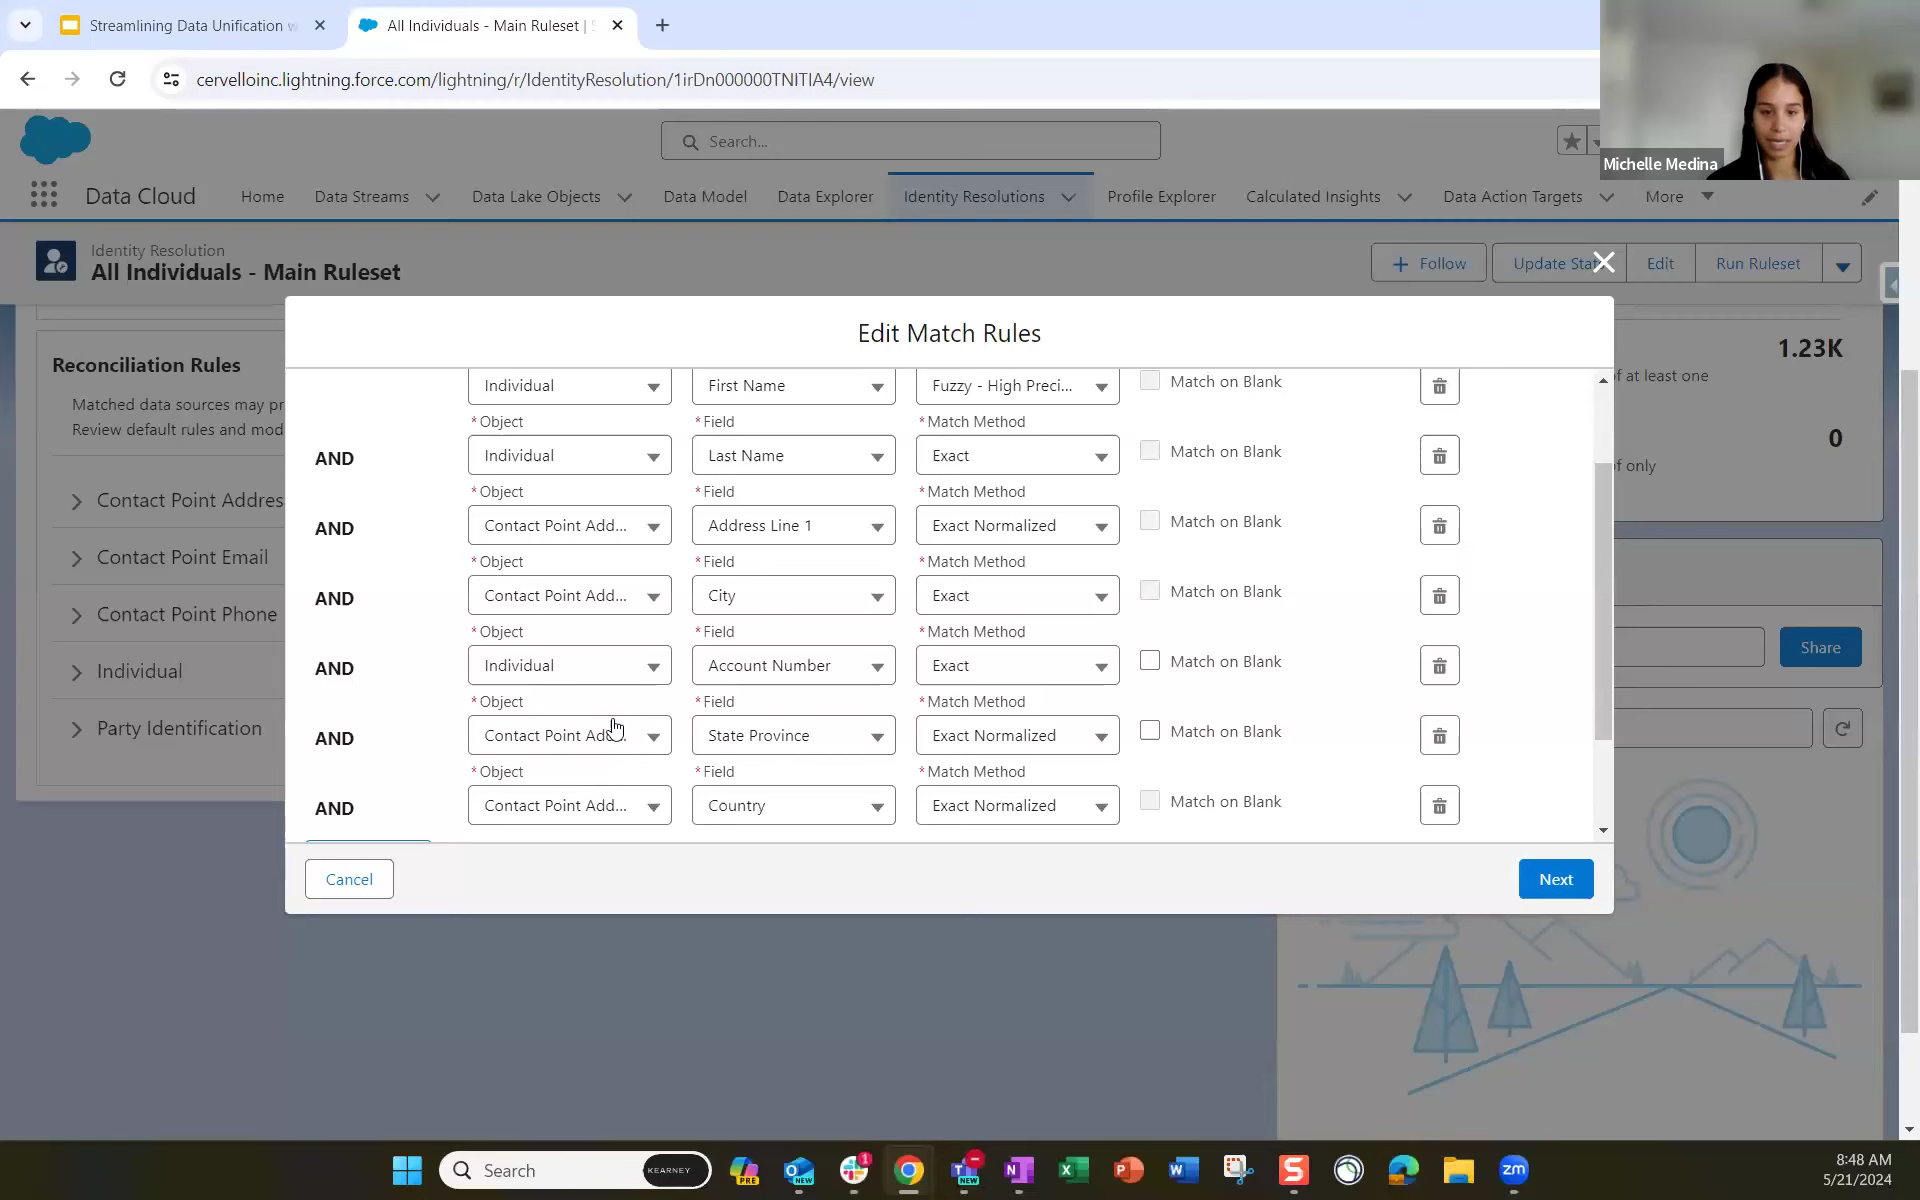 Streamlining Data Unification w
All Individuals - Main Ruleset |
cervelloinc.lightning.force.com/lightning/r/IdentityResolution/1irDn000000TNITIA4/view
Michelle Medina
Search...
Data Cloud
Home
Data Streams
Data Lake Objects
Data Model
Data Explorer
Identity Resolutions
Profile Explorer
Calculated Insights
Data Action Targets
More
Identity Resolution
All Individuals - Main Ruleset
Follow
Update Stat
Edit
Run Ruleset
Reconciliation Rules
Matched data sources may pr
Review default rules and mod
Contact Point Addres
Contact Point Email
Contact Point Phone
Individual
Party Identification
1.23K
of at least one
0
of only
Share
Edit Match Rules
Individual First Name Fuzzy - High Preci... Match on Blank
* Object * Field * Match Method
AND Individual Last Name Exact Match on Blank
* Object * Field * Match Method
AND Contact Point Add... Address Line 1 Exact Normalized Match on Blank
* Object * Field * Match Method
AND Contact Point Add... City Exact Match on Blank
* Object * Field * Match Method
AND Individual Account Number Exact Match on Blank
* Object * Field * Match Method
AND Contact Point Add... State Province Exact Normalized Match on Blank
* Object * Field * Match Method
AND Contact Point Add... Country Exact Normalized Match on Blank
Cancel
Next
Search
KEARNEY
PRE
NEW
1
NEW
zm
8:48 AM
5/21/2024